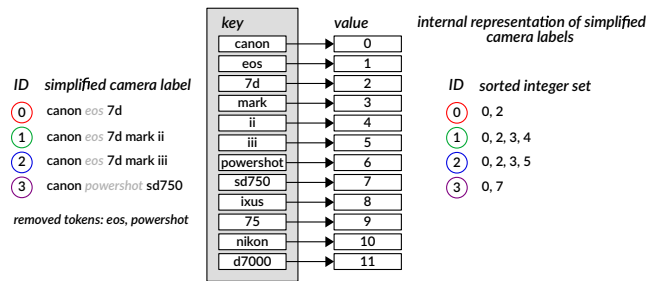 key value
canon 0
eos 1
7d 2
mark 3
ii 4
iii 5
powershot 6
sd750 7
ixus 8
75 9
nikon 10
d7000 11
ID simplified camera label
0 canon eos 7d
1 canon eos 7d mark ii
2 canon eos 7d mark iii
3 canon powershot sd750
removed tokens: eos, powershot
internal representation of simplified
camera labels
ID sorted integer set
0 0, 2
1 0, 2, 3, 4
2 0, 2, 3, 5
3 0, 7